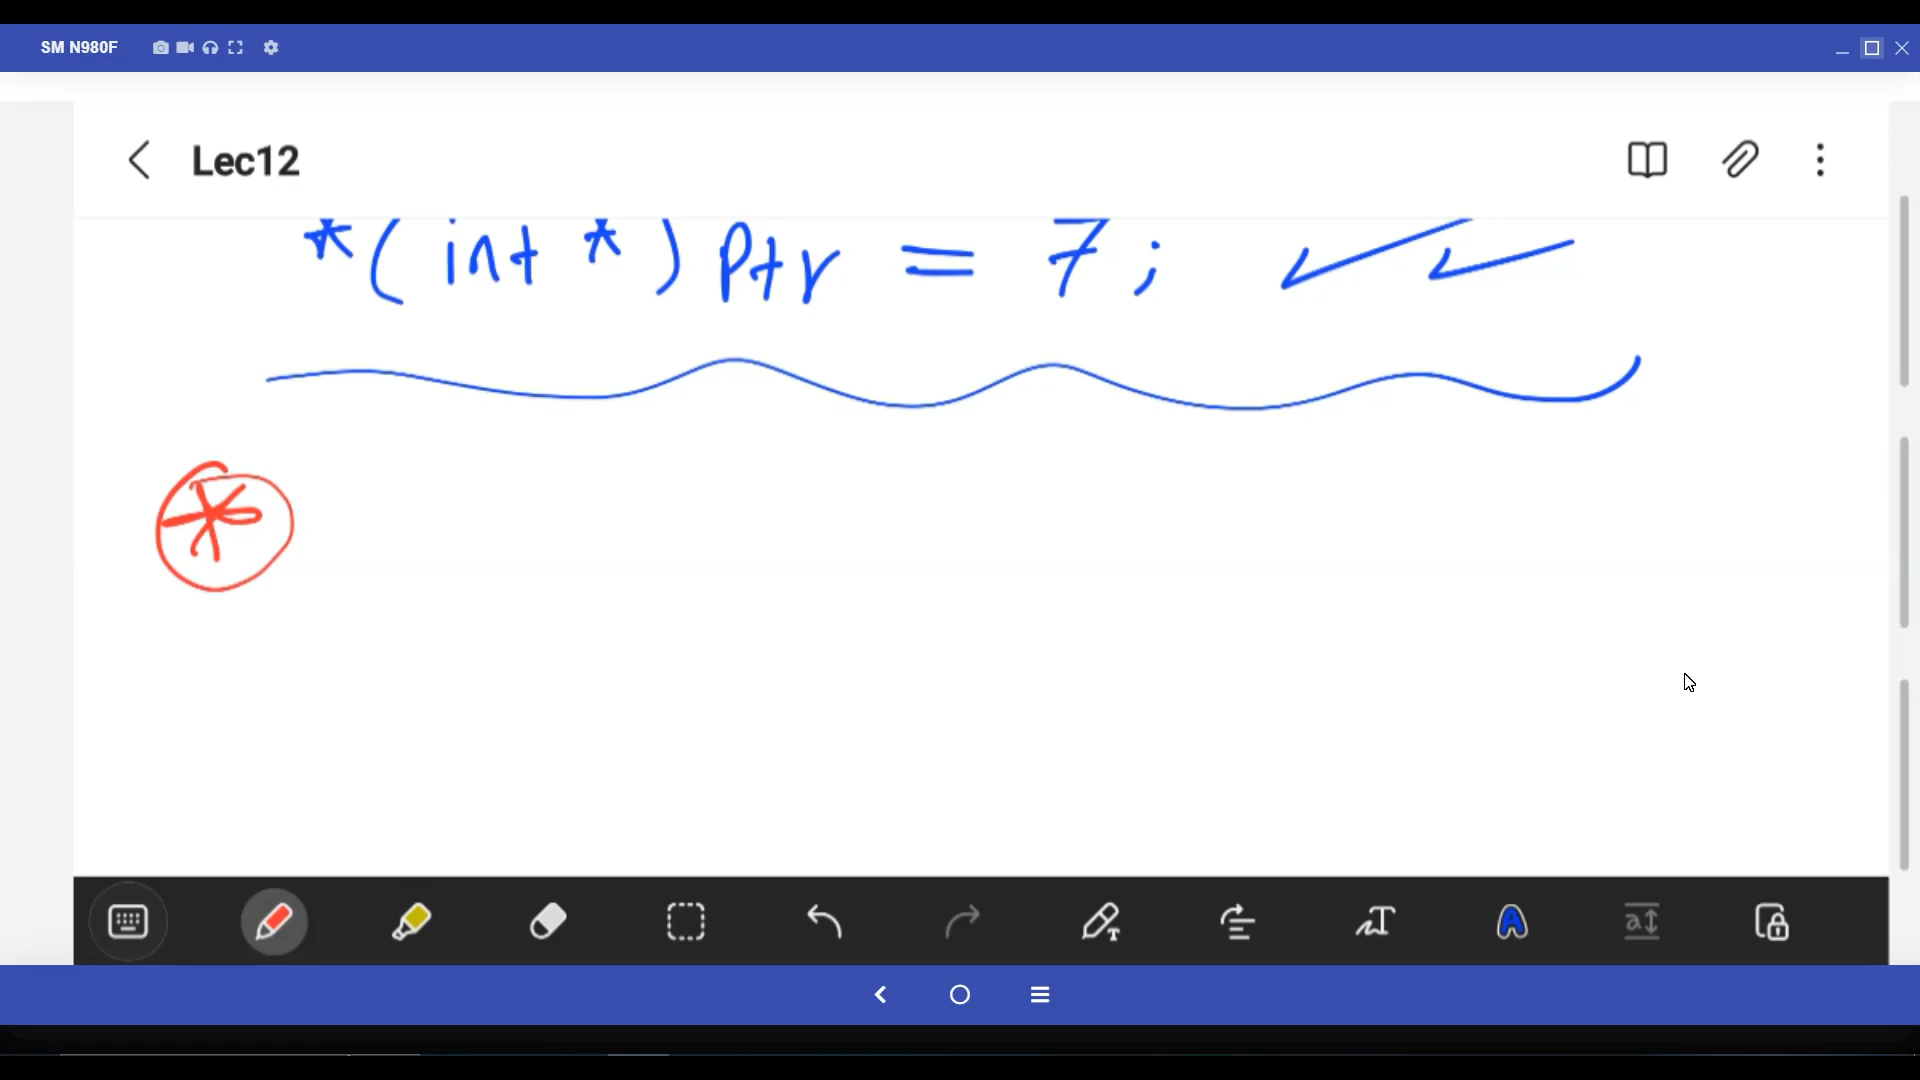 SM N980F
Lec12
*(int *) Ptr = 7;
*